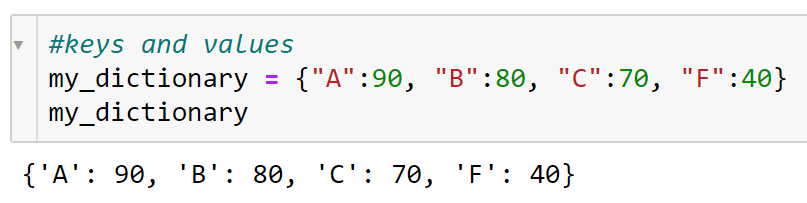 #keys and values
my_dictionary = {"A":90, "B":80, "C":70, "F":40}
my_dictionary
{'A': 90, 'B': 80, 'C': 70, 'F': 40}